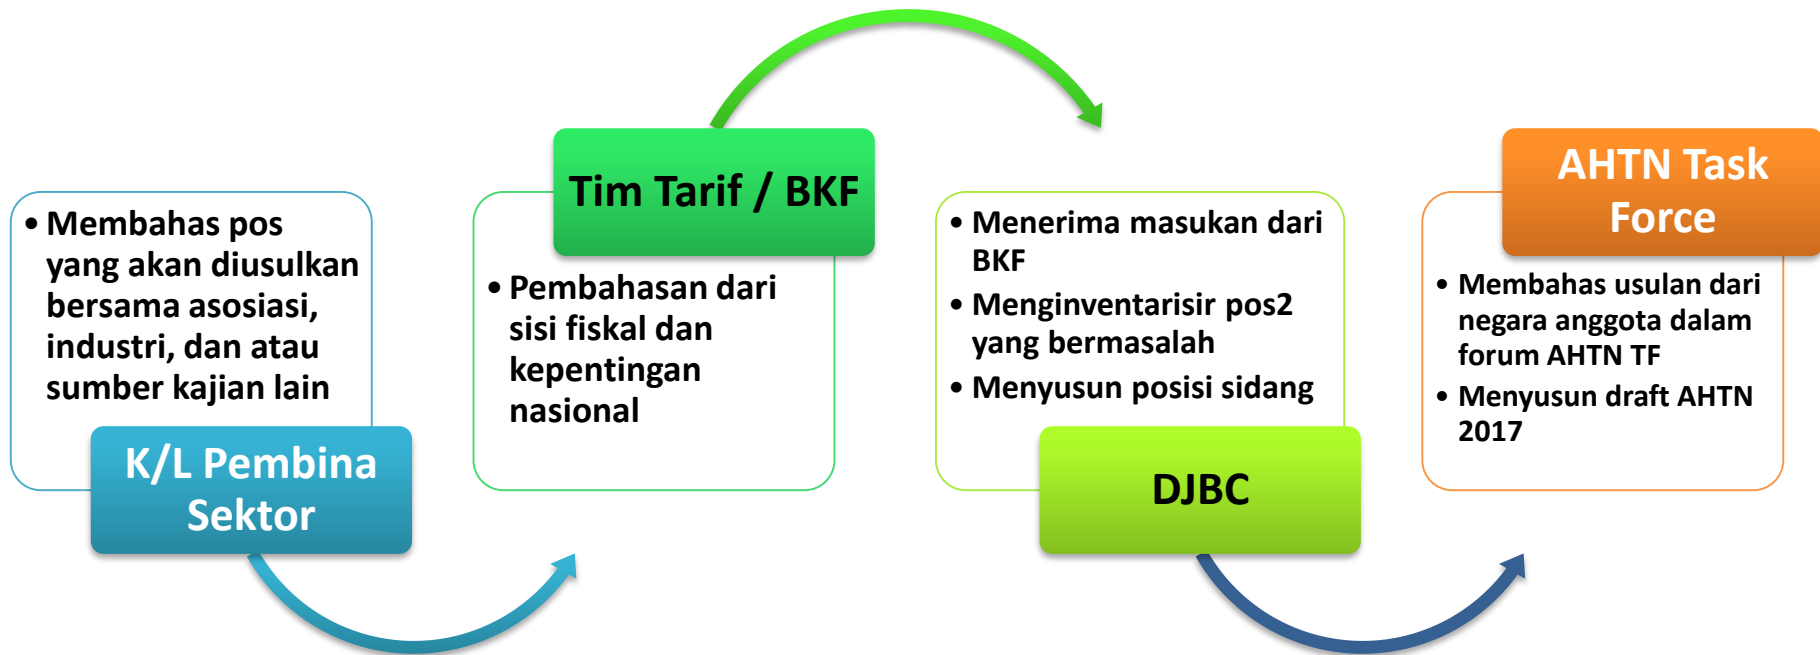 • Membahas pos
yang akan diusulkan
bersama asosiasi,
industri, dan atau
sumber kajian lain
K/L Pembina
Sektor
Tim Tarif / BKF
• Pembahasan dari
sisi fiskal dan
kepentingan
nasional
• Menerima masukan dari
BKF
• Menginventarisir pos2
yang bermasalah
• Menyusun posisi sidang
DJBC
AHTN Task
Force
• Membahas usulan dari
negara anggota dalam
forum AHTN TF
• Menyusun draft AHTN
2017